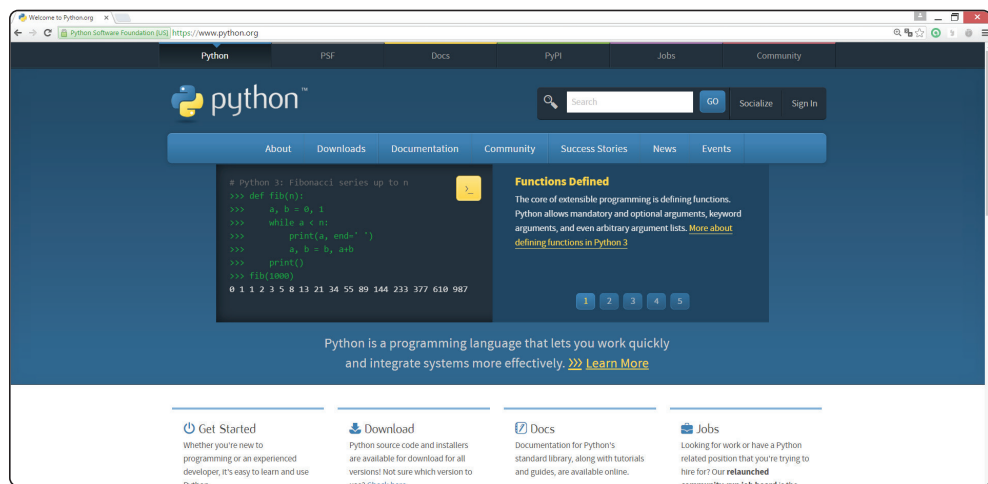 Welcome to Python.org
Python Software Foundation [US] https://www.python.org
Python PSF Docs PyPI Jobs Community
python™
Search GO Socialize Sign In
About Downloads Documentation Community Success Stories News Events
# Python 3: Fibonacci series up to n
>>> def fib(n):
>>>     a, b = 0, 1
>>>     while a < n:
>>>         print(a, end=' ')
>>>         a, b = b, a+b
>>>     print()
>>> fib(1000)
0 1 1 2 3 5 8 13 21 34 55 89 144 233 377 610 987
>_
Functions Defined
The core of extensible programming is defining functions.
Python allows mandatory and optional arguments, keyword
arguments, and even arbitrary argument lists. More about
defining functions in Python 3
1 2 3 4 5
Python is a programming language that lets you work quickly
and integrate systems more effectively. >>> Learn More
Get Started
Whether you're new to
programming or an experienced
developer, it's easy to learn and use
Download
Python source code and installers
are available for download for all
versions! Not sure which version to
Docs
Documentation for Python's
standard library, along with tutorials
and guides, are available online.
Jobs
Looking for work or have a Python
related position that you're trying to
hire for? Our relaunched